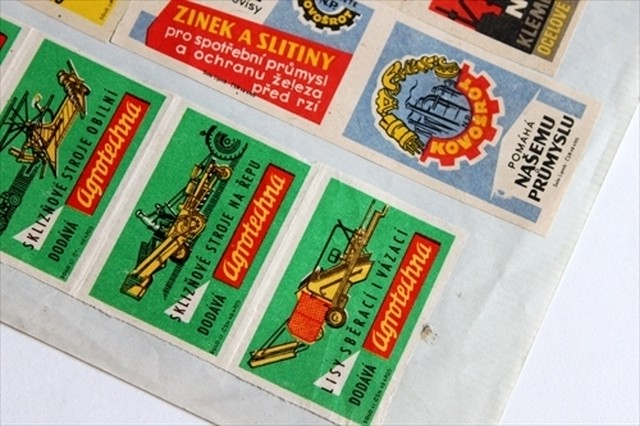 ZINEK A SLITINY
pro spotřební průmysl
a ochranu železa
před rzí
KOVOŠROT
N.P.
KLEM
OCELOVÉ
KOVOŠROT
POMÁHÁ
NAŠEMU
PRŮMYSLU
SKLIZŇOVÉ STROJE OBILNÍ
Agrotechna
DODÁVÁ
SKLIZŇOVÉ STROJE NA ŘEPU
Agrotechna
DODÁVÁ
LISY SBĚRACÍ I VÁZACÍ
Agrotechna
DODÁVÁ